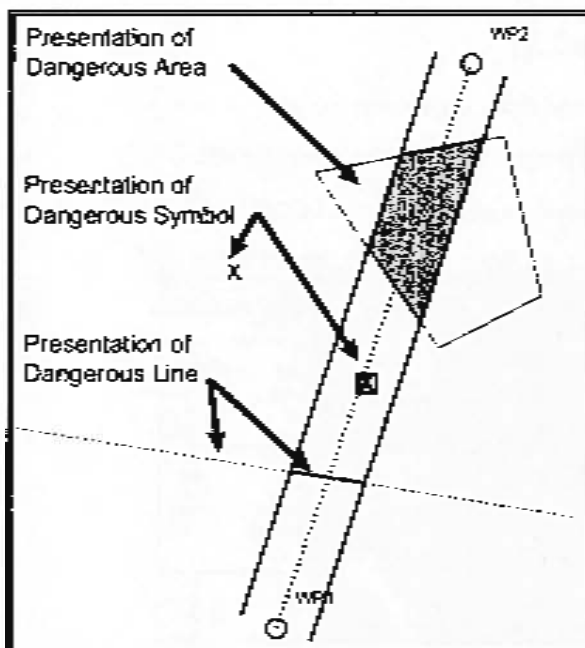 WP2
Presentation of
Dangerous Area
Presentation of
Dangerous Symbol
X
Presentation of
Dangerous Line
X
WP1